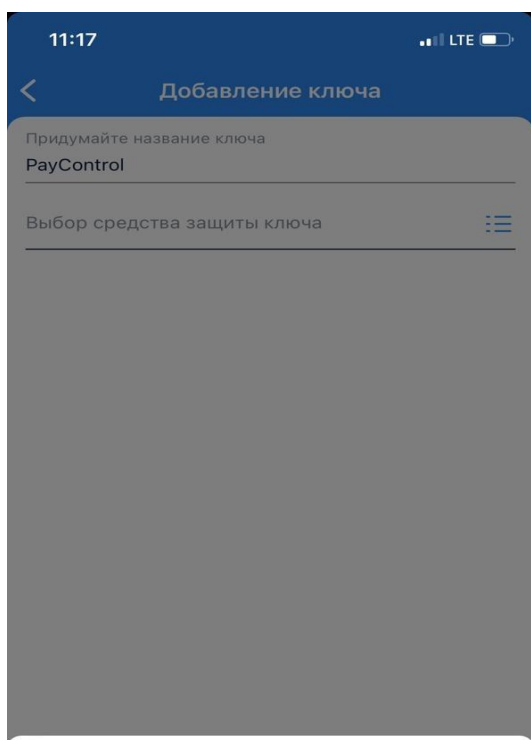 11:17
LTE
Добавление ключа
Придумайте название ключа
PayControl
Выбор средства защиты ключа